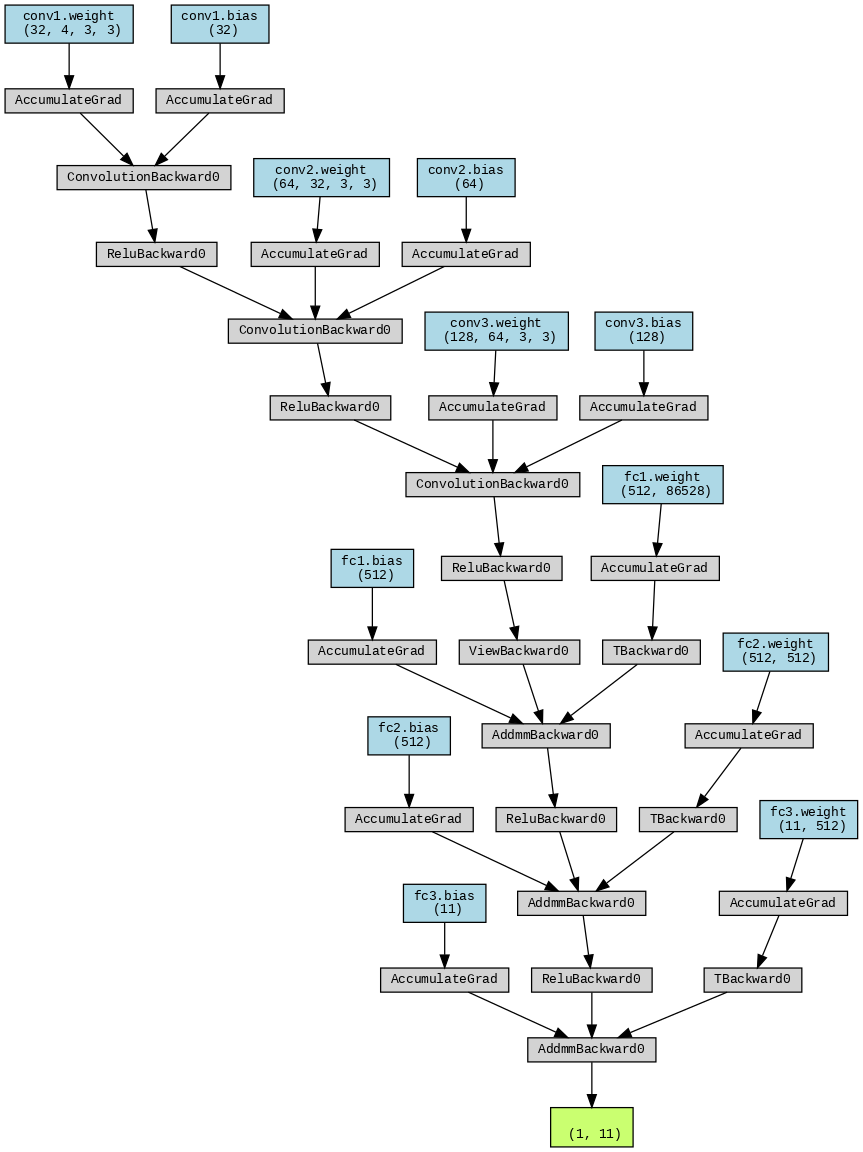 conv1.weight
(32, 4, 3, 3)
conv1.bias
(32)
AccumulateGrad
AccumulateGrad
ConvolutionBackward0
conv2.weight
(64, 32, 3, 3)
conv2.bias
(64)
ReluBackward0
AccumulateGrad
AccumulateGrad
ConvolutionBackward0
conv3.weight
(128, 64, 3, 3)
conv3.bias
(128)
ReluBackward0
AccumulateGrad
AccumulateGrad
ConvolutionBackward0
fc1.weight
(512, 86528)
fc1.bias
(512)
ReluBackward0
AccumulateGrad
AccumulateGrad
ViewBackward0
TBackward0
fc2.weight
(512, 512)
fc2.bias
(512)
AddmmBackward0
AccumulateGrad
AccumulateGrad
ReluBackward0
TBackward0
fc3.weight
(11, 512)
fc3.bias
(11)
AddmmBackward0
AccumulateGrad
AccumulateGrad
ReluBackward0
TBackward0
AddmmBackward0
(1, 11)